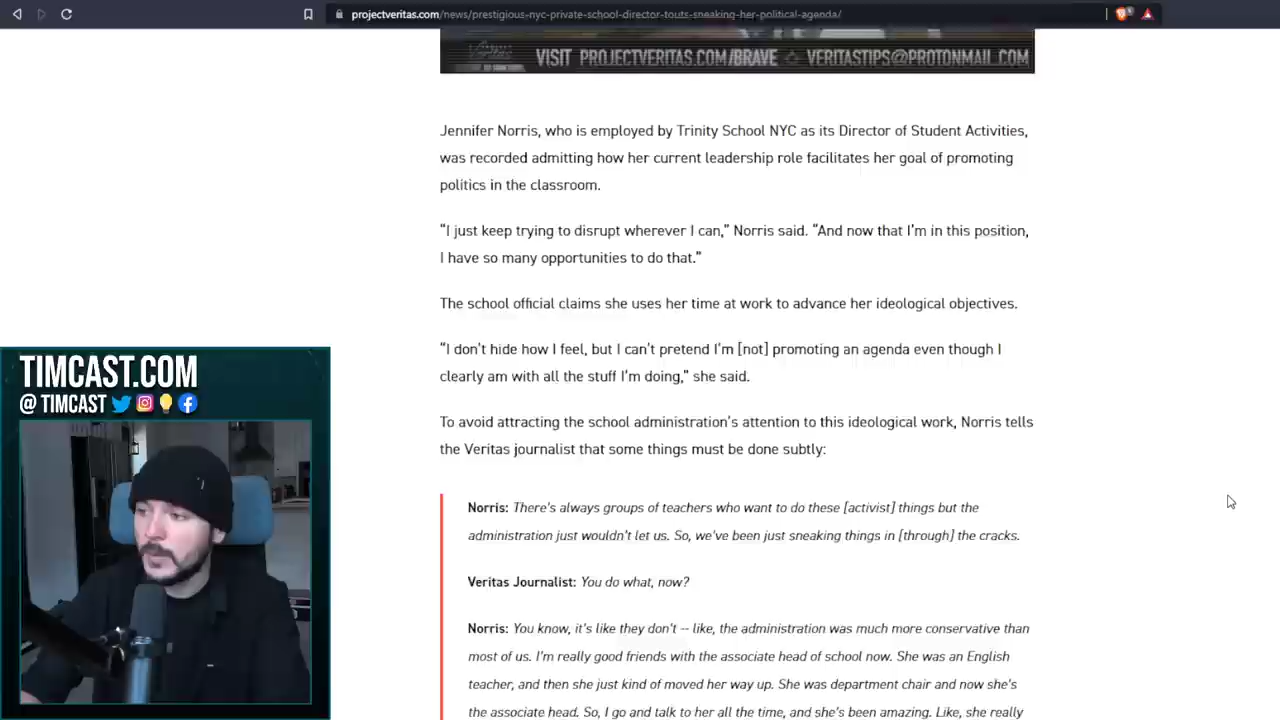 projectveritas.com/news/prestigious-nyc-private-school-director-touts-sneaking-her-political-agenda/
VISIT PROJECTVERITAS.COM/BRAVE VERITASTIPS@PROTONMAIL.COM
Jennifer Norris, who is employed by Trinity School NYC as its Director of Student Activities,
was recorded admitting how her current leadership role facilitates her goal of promoting
politics in the classroom.
“I just keep trying to disrupt wherever I can,” Norris said. “And now that I’m in this position,
I have so many opportunities to do that.”
The school official claims she uses her time at work to advance her ideological objectives.
“I don’t hide how I feel, but I can’t pretend I’m [not] promoting an agenda even though I
clearly am with all the stuff I’m doing,” she said.
To avoid attracting the school administration’s attention to this ideological work, Norris tells
the Veritas journalist that some things must be done subtly:
Norris: There’s always groups of teachers who want to do these [activist] things but the
administration just wouldn’t let us. So, we’ve been just sneaking things in [through] the cracks.
Veritas Journalist: You do what, now?
Norris: You know, it’s like they don’t -- like, the administration was much more conservative than
most of us. I’m really good friends with the associate head of school now. She was an English
teacher, and then she just kind of moved her way up. She was department chair and now she’s
the associate head. So, I go and talk to her all the time, and she’s been amazing. Like, she really
TIMCAST.COM
@ TIMCAST